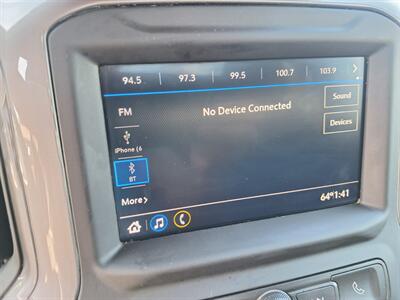 94.5 97.3 99.5 100.7 103.9
FM
No Device Connected
Sound
Devices
iPhone (6
BT
More
64° 1:41